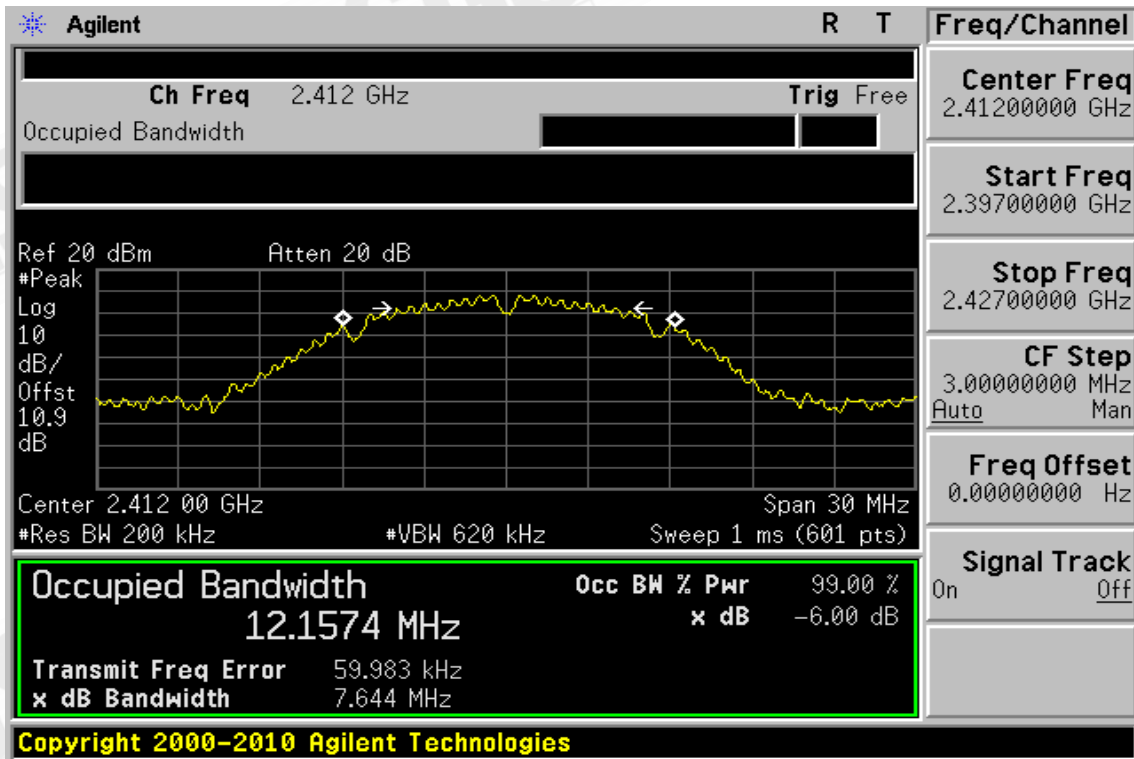 Agilent R T
Freq/Channel
Ch Freq 2.412 GHz Trig Free
Occupied Bandwidth
Center Freq
2.41200000 GHz
Start Freq
2.39700000 GHz
Stop Freq
2.42700000 GHz
CF Step
3.00000000 MHz
Auto Man
Freq Offset
0.00000000 Hz
Signal Track
On Off
Ref 20 dBm Atten 20 dB
#Peak
Log
10
dB/
Offst
10.9
dB
Center 2.412 00 GHz Span 30 MHz
#Res BW 200 kHz #VBW 620 kHz Sweep 1 ms (601 pts)
Occupied Bandwidth Occ BW % Pwr 99.00 %
12.1574 MHz x dB -6.00 dB
Transmit Freq Error 59.983 kHz
x dB Bandwidth 7.644 MHz
Copyright 2000-2010 Agilent Technologies